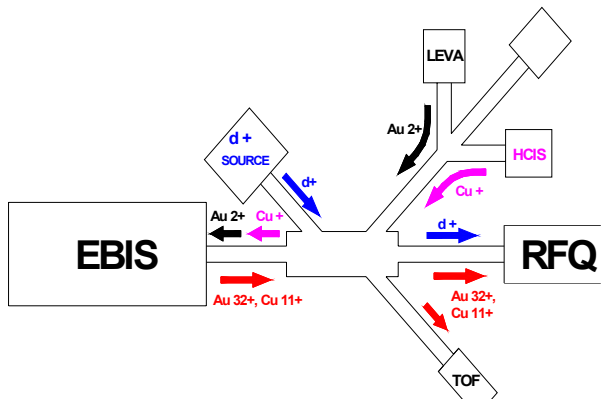 LEVA
Au 2+
HCIS
Cu +
d +
SOURCE
d+
Au 2+
Cu +
d +
EBIS
RFQ
Au 32+, Cu 11+
Au 32+,
Cu 11+
TOF